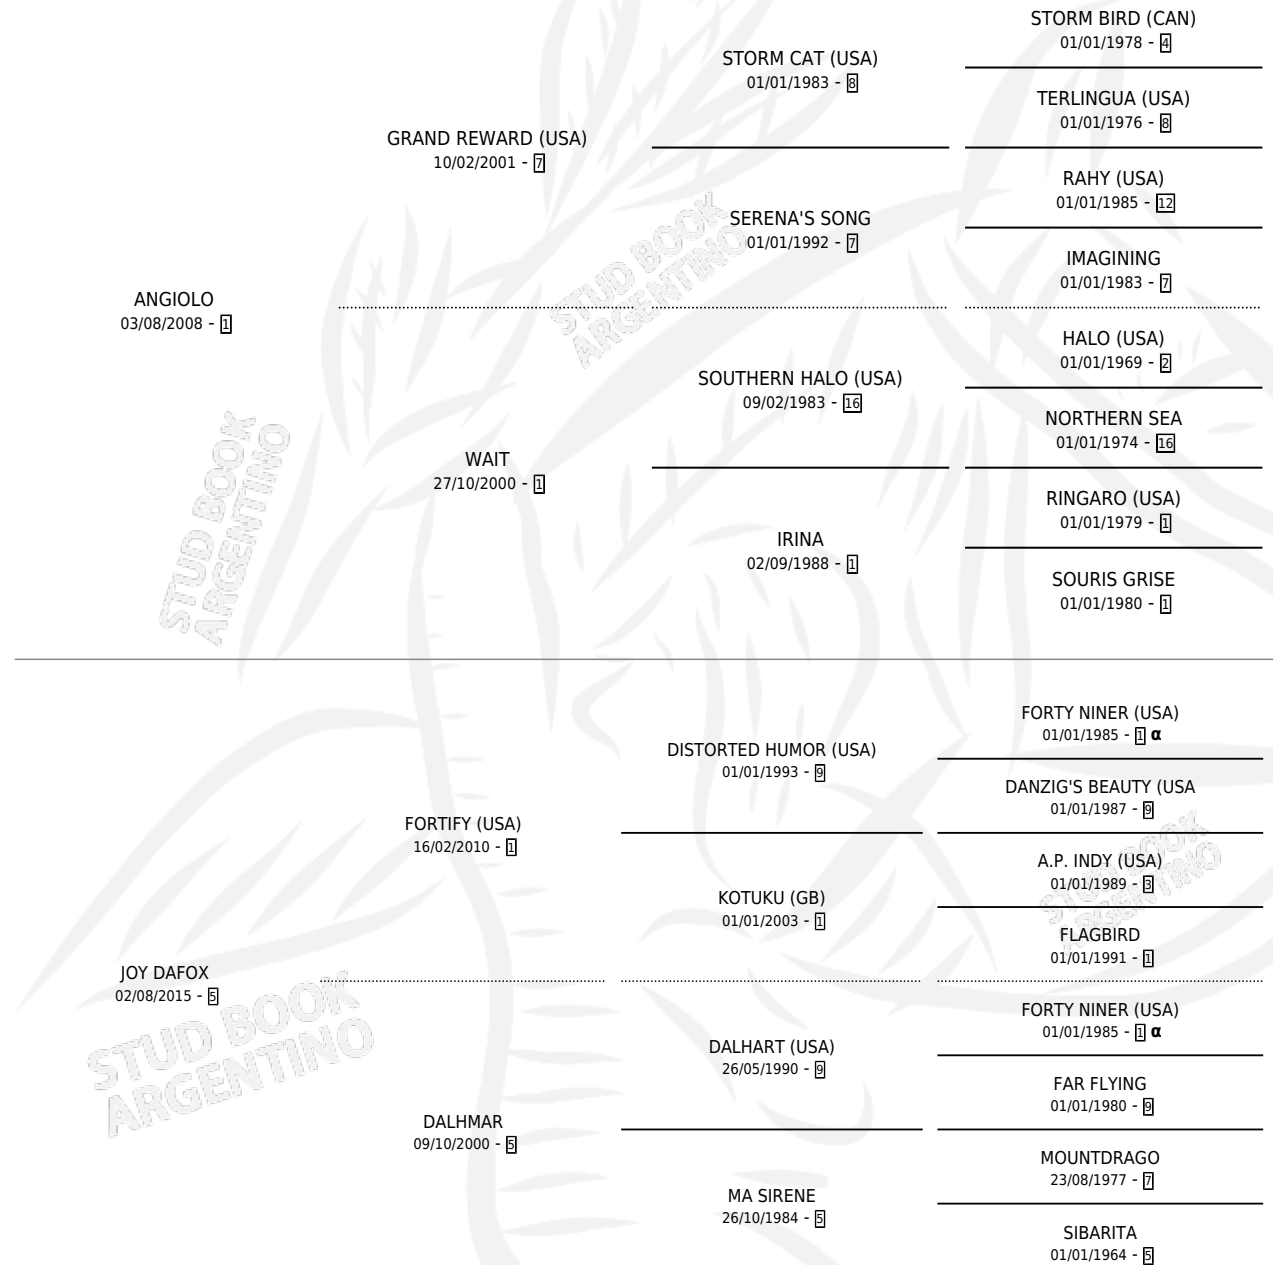 STORM BIRD (CAN)
01/01/1978 - 4
STORM CAT (USA)
01/01/1983 - 8
TERLINGUA (USA)
01/01/1976 - 8
GRAND REWARD (USA)
10/02/2001 - 7
RAHY (USA)
01/01/1985 - 12
SERENA'S SONG
01/01/1992 - 7
IMAGINING
01/01/1983 - 7
ANGIOLO
03/08/2008 - 1
HALO (USA)
01/01/1969 - 2
SOUTHERN HALO (USA)
09/02/1983 - 16
NORTHERN SEA
01/01/1974 - 16
WAIT
27/10/2000 - 1
RINGARO (USA)
01/01/1979 - 1
IRINA
02/09/1988 - 1
SOURIS GRISE
01/01/1980 - 1
FORTY NINER (USA)
01/01/1985 - 1 α
DISTORTED HUMOR (USA)
01/01/1993 - 9
DANZIG'S BEAUTY (USA
01/01/1987 - 9
FORTIFY (USA)
16/02/2010 - 1
A.P. INDY (USA)
01/01/1989 - 3
KOTUKU (GB)
01/01/2003 - 1
FLAGBIRD
01/01/1991 - 1
JOY DAFOX
02/08/2015 - 5
FORTY NINER (USA)
01/01/1985 - 1 α
DALHART (USA)
26/05/1990 - 9
FAR FLYING
01/01/1980 - 9
DALHMAR
09/10/2000 - 5
MOUNTDRAGO
23/08/1977 - 7
MA SIRENE
26/10/1984 - 5
SIBARITA
01/01/1964 - 5
STUD BOOK
ARGENTINO
STUD BOOK
ARGENTINO
STUD BOOK
ARGENTINO
STUD BOOK
ARGENTINO